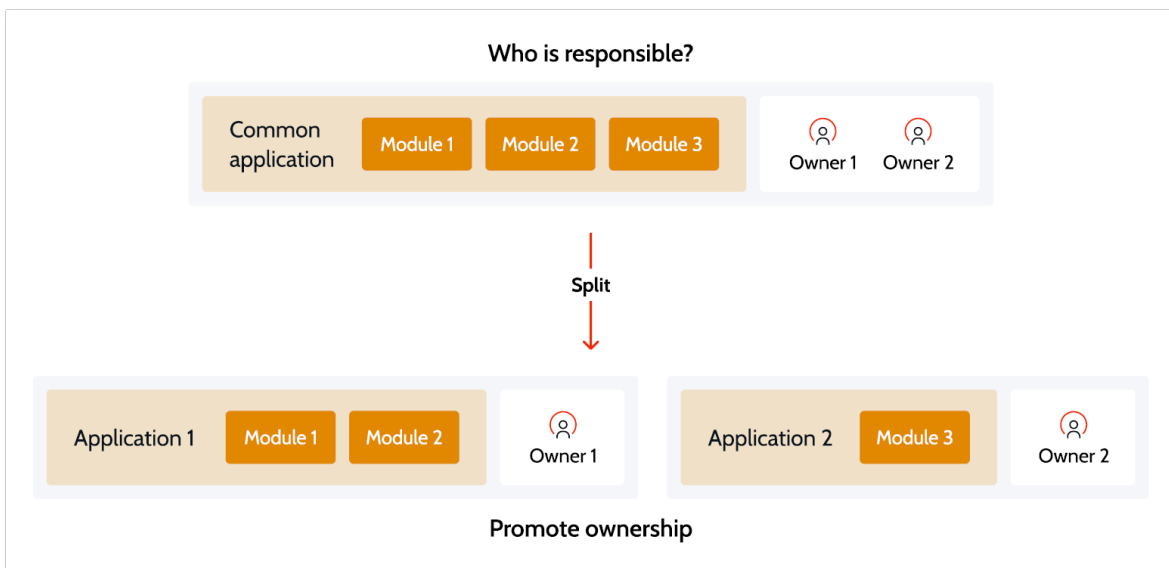 Who is responsible?
Common
application
Module 1
Module 2
Module 3
Owner 1
Owner 2
Split
Application 1
Module 1
Module 2
Owner 1
Application 2
Module 3
Owner 2
Promote ownership